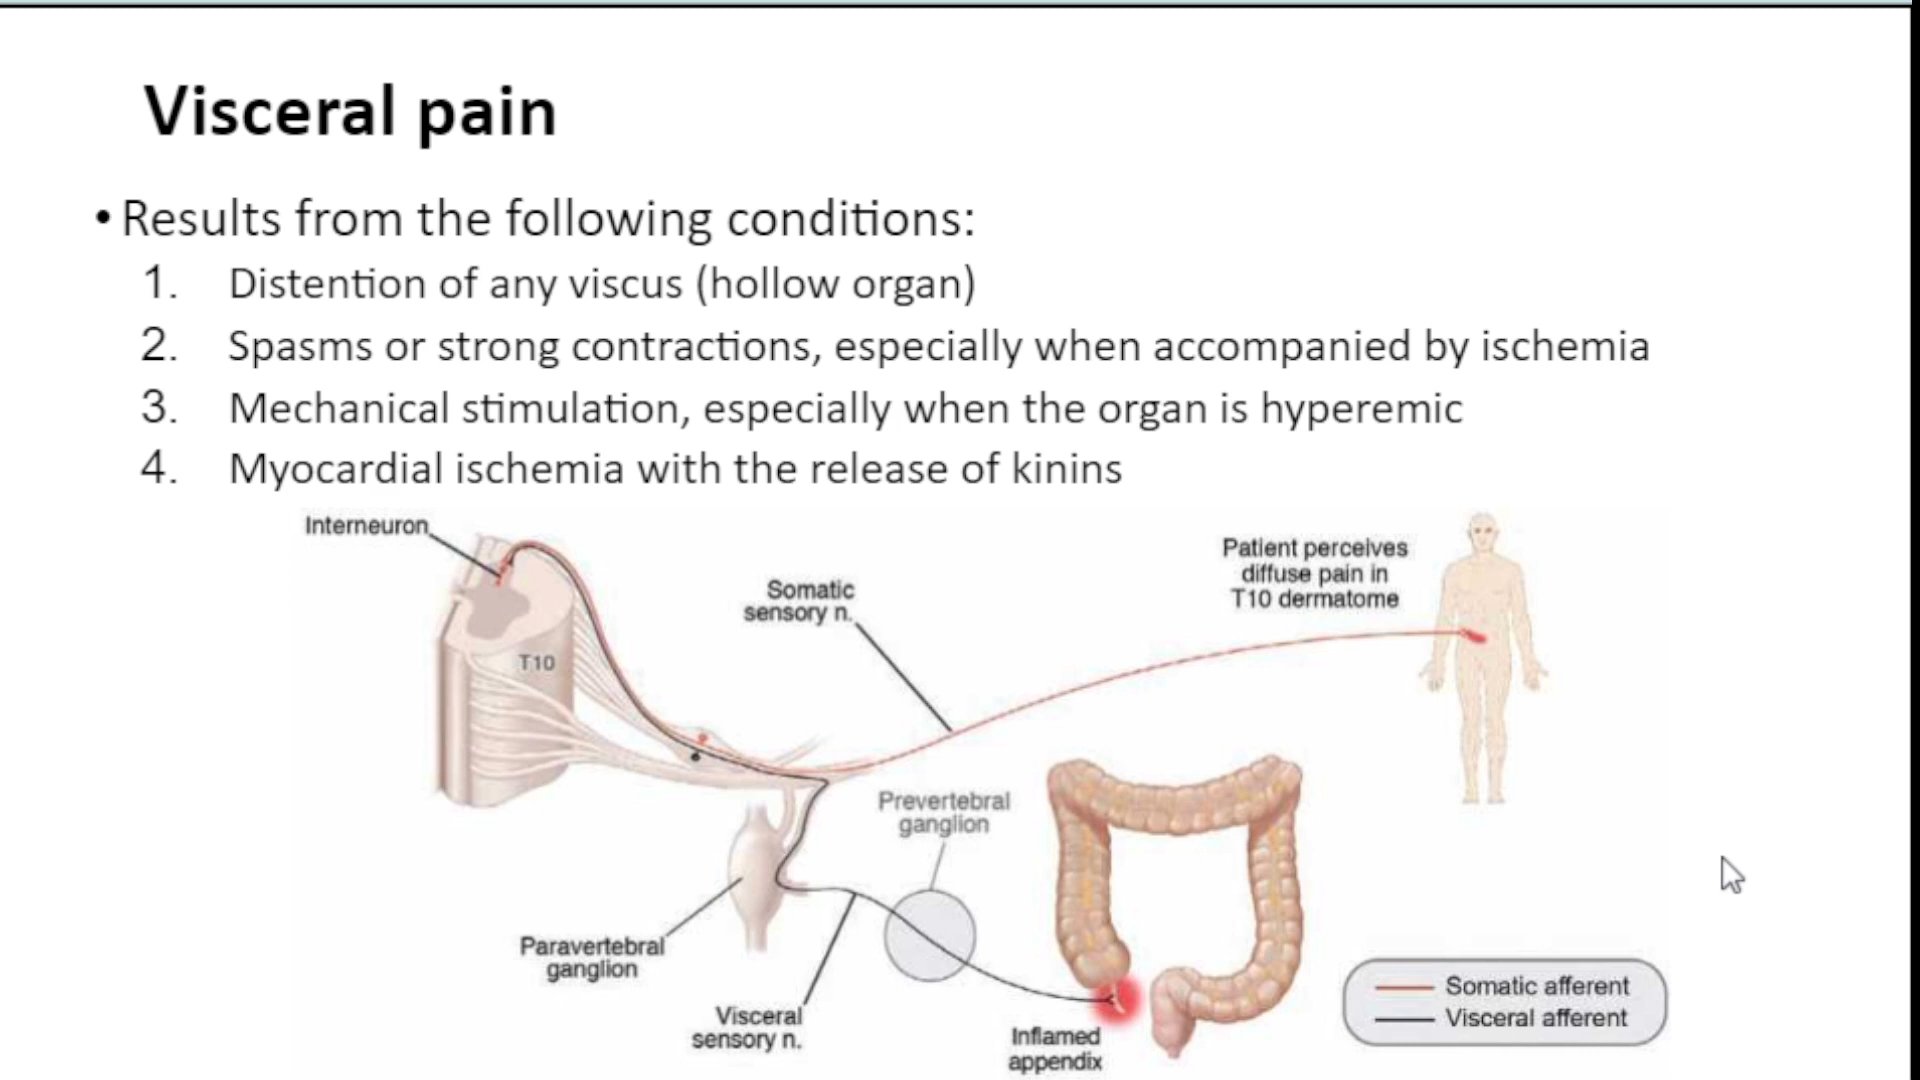 Visceral pain
• Results from the following conditions:
1. Distention of any viscus (hollow organ)
2. Spasms or strong contractions, especially when accompanied by ischemia
3. Mechanical stimulation, especially when the organ is hyperemic
4. Myocardial ischemia with the release of kinins
Interneuron
Patient perceives
diffuse pain in
T10 dermatome
Somatic
sensory n.
T10
Prevertebral
ganglion
Paravertebral
ganglion
Visceral
sensory n.
Inflamed
appendix
Somatic afferent
Visceral afferent